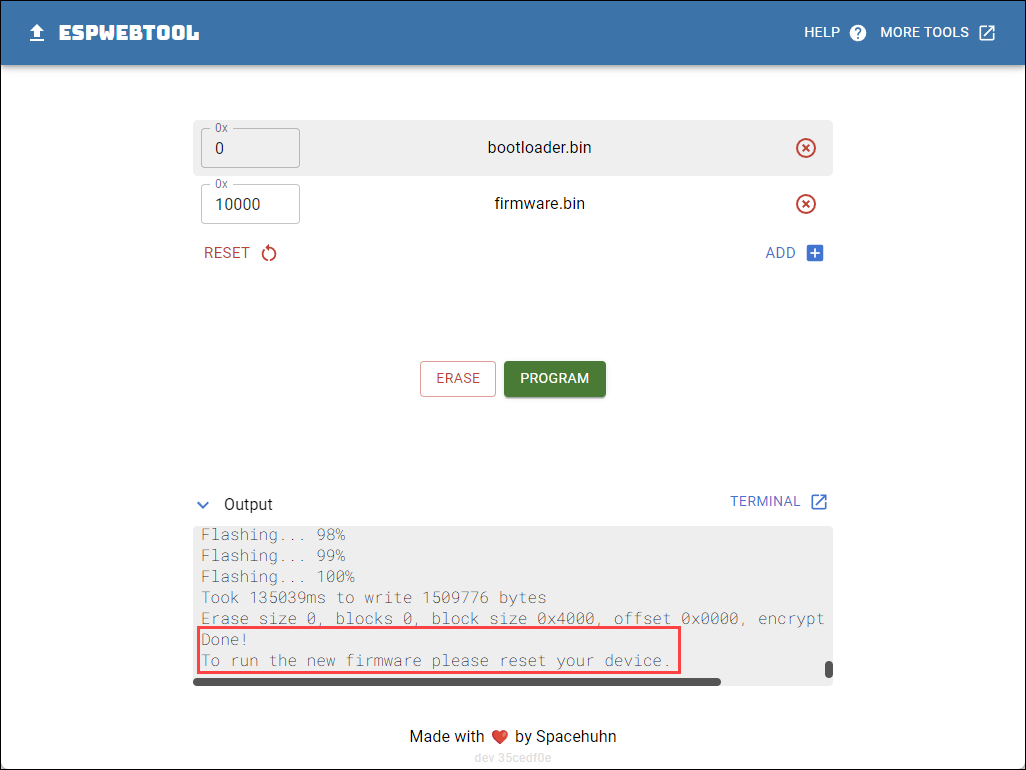 ESPWEBTOOL
HELP ? MORE TOOLS
0x
0
bootloader.bin
0x
10000
firmware.bin
RESET
ADD
ERASE
PROGRAM
Output
TERMINAL
Flashing... 98%
Flashing... 99%
Flashing... 100%
Took 135039ms to write 1509776 bytes
Erase size 0, blocks 0, block size 0x4000, offset 0x0000, encrypt
Done!
To run the new firmware please reset your device.
Made with ❤️ by Spacehuhn
dev 35cedf0e